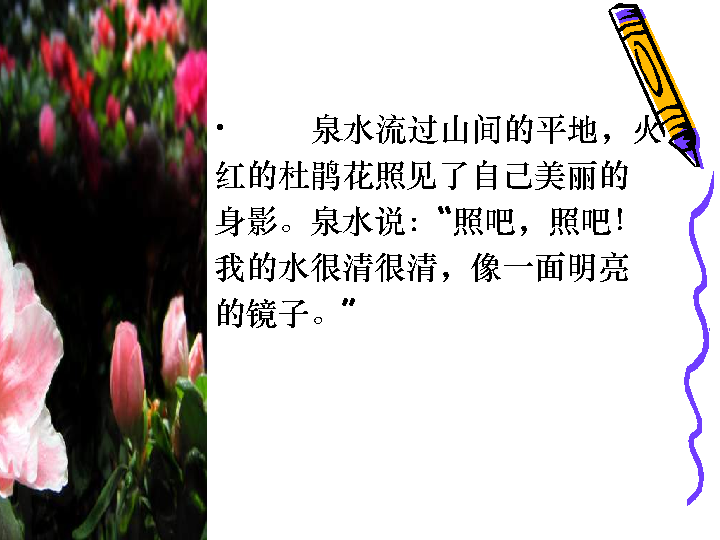 • 泉水流过山间的平地，火
红的杜鹃花照见了自己美丽的
身影。泉水说：“照吧，照吧！
我的水很清很清，像一面明亮
的镜子。”